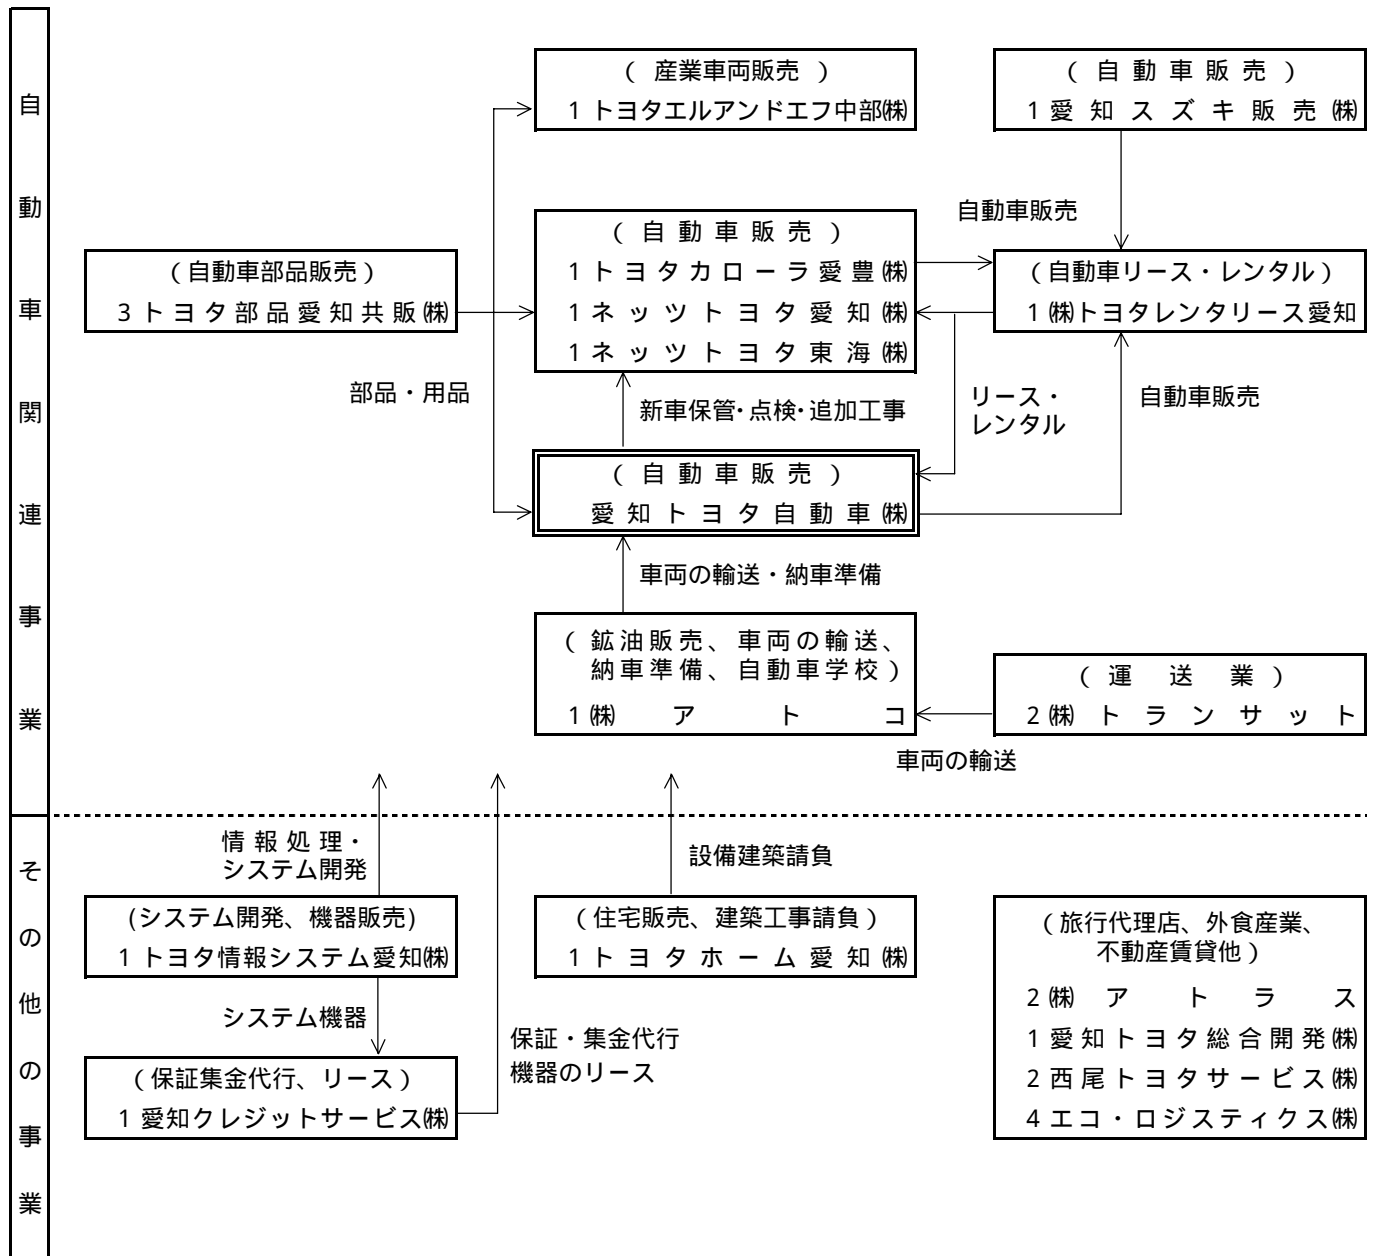 自動車関連事業
(産業車両販売)
1トヨタエルアンドエフ中部㈱
(自動車販売)
1愛知スズキ販売㈱
自動車販売
(自動車部品販売)
3トヨタ部品愛知共販㈱
(自動車販売)
1トヨタカローラ愛豊㈱
1ネッツトヨタ愛知㈱
1ネッツトヨタ東海㈱
(自動車リース・レンタル)
1㈱トヨタレンタリース愛知
部品・用品
新車保管・点検・追加工事
リース・
レンタル
自動車販売
(自動車販売)
愛知トヨタ自動車㈱
車両の輸送・納車準備
(鉱油販売、車両の輸送、
納車準備、自動車学校)
1㈱アトコ
(運送業)
2㈱トランサット
車両の輸送
その他の事業
情報処理・
システム開発
設備建築請負
(システム開発、機器販売)
1トヨタ情報システム愛知㈱
(住宅販売、建築工事請負)
1トヨタホーム愛知㈱
(旅行代理店、外食産業、
不動産賃貸他)
2㈱アトラス
1愛知トヨタ総合開発㈱
2西尾トヨタサービス㈱
4エコ・ロジスティクス㈱
システム機器
保証・集金代行
機器のリース
(保証集金代行、リース)
1愛知クレジットサービス㈱